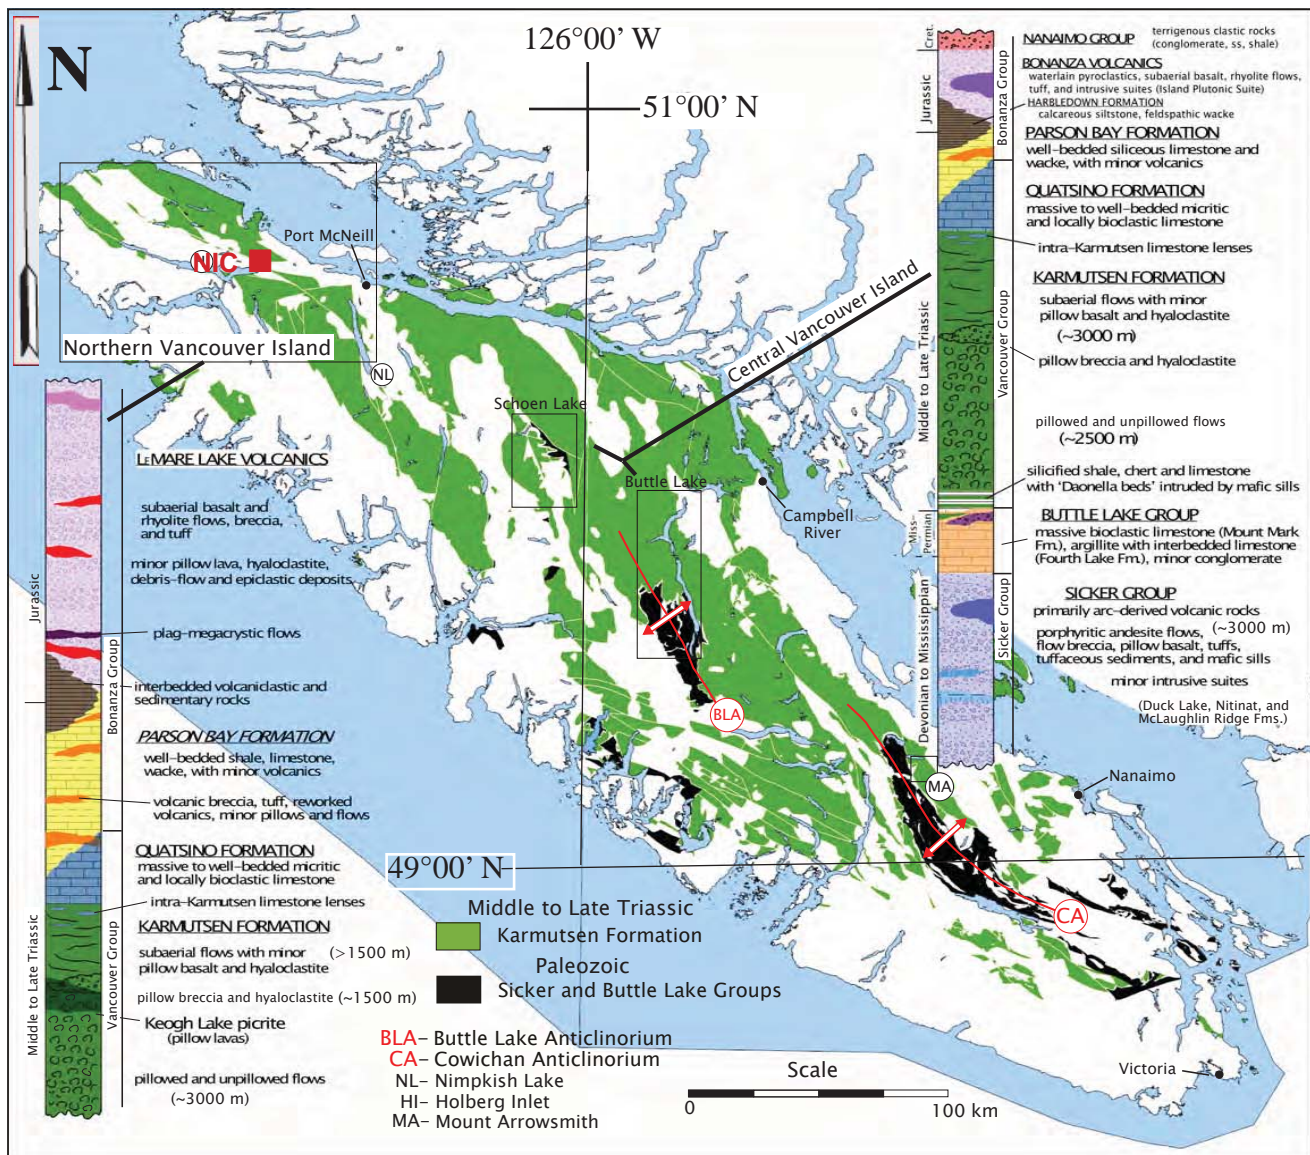 N
126°00' W
51°00' N
Port McNeill
NIC
Northern Vancouver Island
NL
Schoen Lake
Central Vancouver Island
Buttle Lake
Campbell
River
BLA
MA
Nanaimo
49°00' N
CA
Victoria
Middle to Late Triassic
Karmutsen Formation
Paleozoic
Sicker and Buttle Lake Groups
BLA– Buttle Lake Anticlinorium
CA– Cowichan Anticlinorium
NL– Nimpkish Lake
HI– Holberg Inlet
MA– Mount Arrowsmith
Scale
0
100 km
Jurassic
Middle to Late Triassic
Bonanza Group
Vancouver Group
LEMARE LAKE VOLCANICS
subaerial basalt and
rhyolite flows, breccia,
and tuff
minor pillow lava, hyaloclastite,
debris-flow and epiclastic deposits
plag-megacrystic flows
interbedded volcaniclastic and
sedimentary rocks
PARSON BAY FORMATION
well-bedded shale, limestone,
wacke, with minor volcanics
volcanic breccia, tuff, reworked
volcanics, minor pillows and flows
QUATSINO FORMATION
massive to well-bedded micritic
and locally bioclastic limestone
intra-Karmutsen limestone lenses
KARMUTSEN FORMATION
subaerial flows with minor (>1500 m)
pillow basalt and hyaloclastite
pillow breccia and hyaloclastite (~1500 m)
Keogh Lake picrite
(pillow lavas)
pillowed and unpillowed flows
(~3000 m)
Cret.
Jurassic
Middle to Late Triassic
Miss-
Permian
Devonian to Mississippian
Bonanza Group
Vancouver Group
Sicker Group
NANAIMO GROUP terrigenous clastic rocks
(conglomerate, ss, shale)
BONANZA VOLCANICS
waterlain pyroclastics, subaerial basalt, rhyolite flows,
tuff, and intrusive suites (Island Plutonic Suite)
HARBLEDOWN FORMATION
calcareous siltstone, feldspathic wacke
PARSON BAY FORMATION
well-bedded siliceous limestone and
wacke, with minor volcanics
QUATSINO FORMATION
massive to well-bedded micritic
and locally bioclastic limestone
intra-Karmutsen limestone lenses
KARMUTSEN FORMATION
subaerial flows with minor
pillow basalt and hyaloclastite
(~3000 m)
pillow breccia and hyaloclastite
pillowed and unpillowed flows
(~2500 m)
silicified shale, chert and limestone
with 'Daonella beds' intruded by mafic sills
BUTTLE LAKE GROUP
massive bioclastic limestone (Mount Mark
Fm.), argillite with interbedded limestone
(Fourth Lake Fm.), minor conglomerate
SICKER GROUP
primarily arc-derived volcanic rocks
(~3000 m)
porphyritic andesite flows,
flow breccia, pillow basalt, tuffs,
tuffaceous sediments, and mafic sills
minor intrusive suites
(Duck Lake, Nitinat, and
McLaughlin Ridge Fms.)